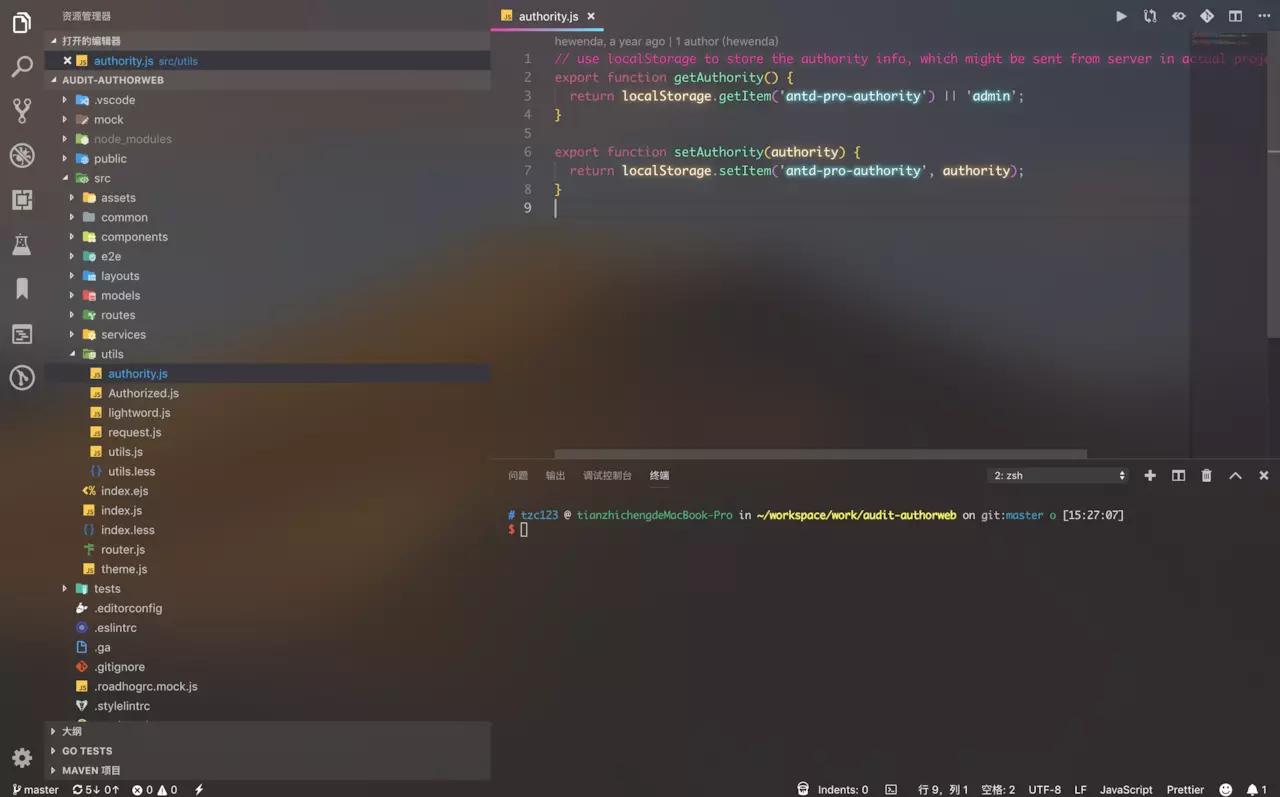 资源管理器
打开的编辑器
authority.js src/utils
AUDIT-AUTHORWEB
.vscode
mock
node_modules
public
src
assets
common
components
e2e
layouts
models
routes
services
utils
authority.js
Authorized.js
lightword.js
request.js
utils.js
utils.less
index.ejs
index.js
index.less
router.js
theme.js
tests
.editorconfig
.eslintrc
.ga
.gitignore
.roadhogrc.mock.js
.stylelintrc
大纲
GO TESTS
MAVEN 项目
authority.js
hewenda, a year ago | 1 author (hewenda)
1 // use localStorage to store the authority info, which might be sent from server in actual proje
2 export function getAuthority() {
3 return localStorage.getItem('antd-pro-authority') || 'admin';
4 }
5
6 export function setAuthority(authority) {
7 return localStorage.setItem('antd-pro-authority', authority);
8 }
9
问题 输出 调试控制台 终端 2: zsh
# tzc123 @ tianzhichengdeMacBook-Pro in ~/workspace/work/audit-authorweb on git:master o [15:27:07]
$
master 5↓ 0↑ 0 0 Indents: 0 行 9，列 1 空格: 2 UTF-8 LF JavaScript Prettier 1